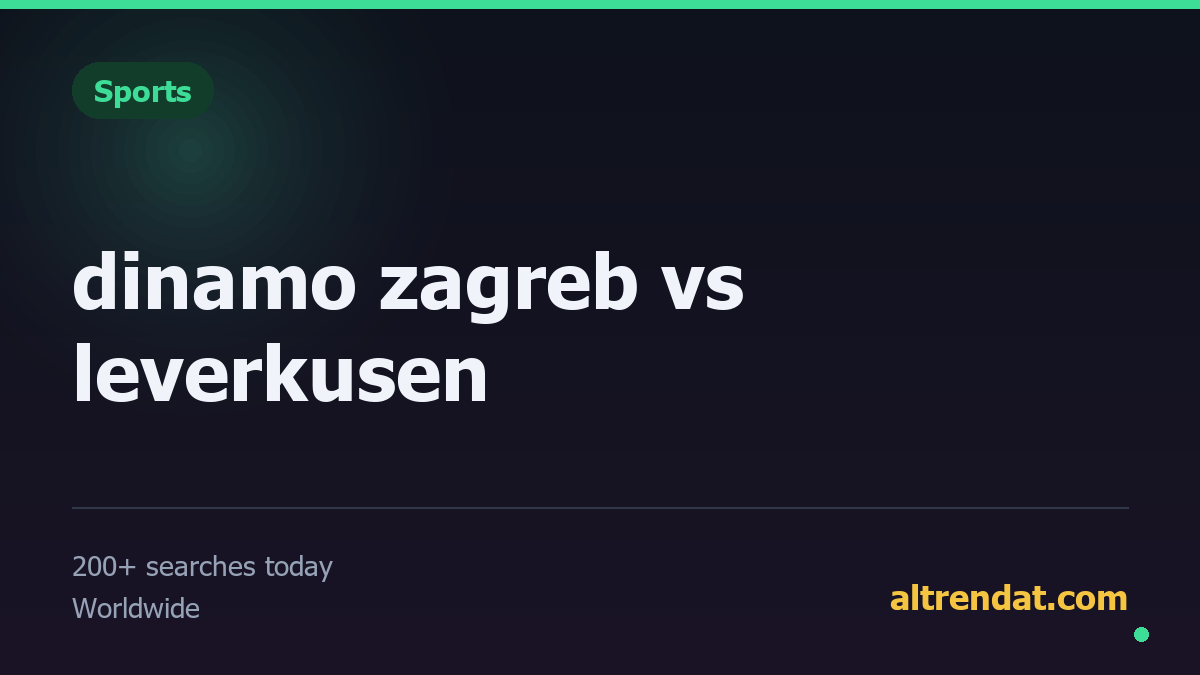 Sports
dinamo zagreb vs
leverkusen
200+ searches today
Worldwide
altrendat.com